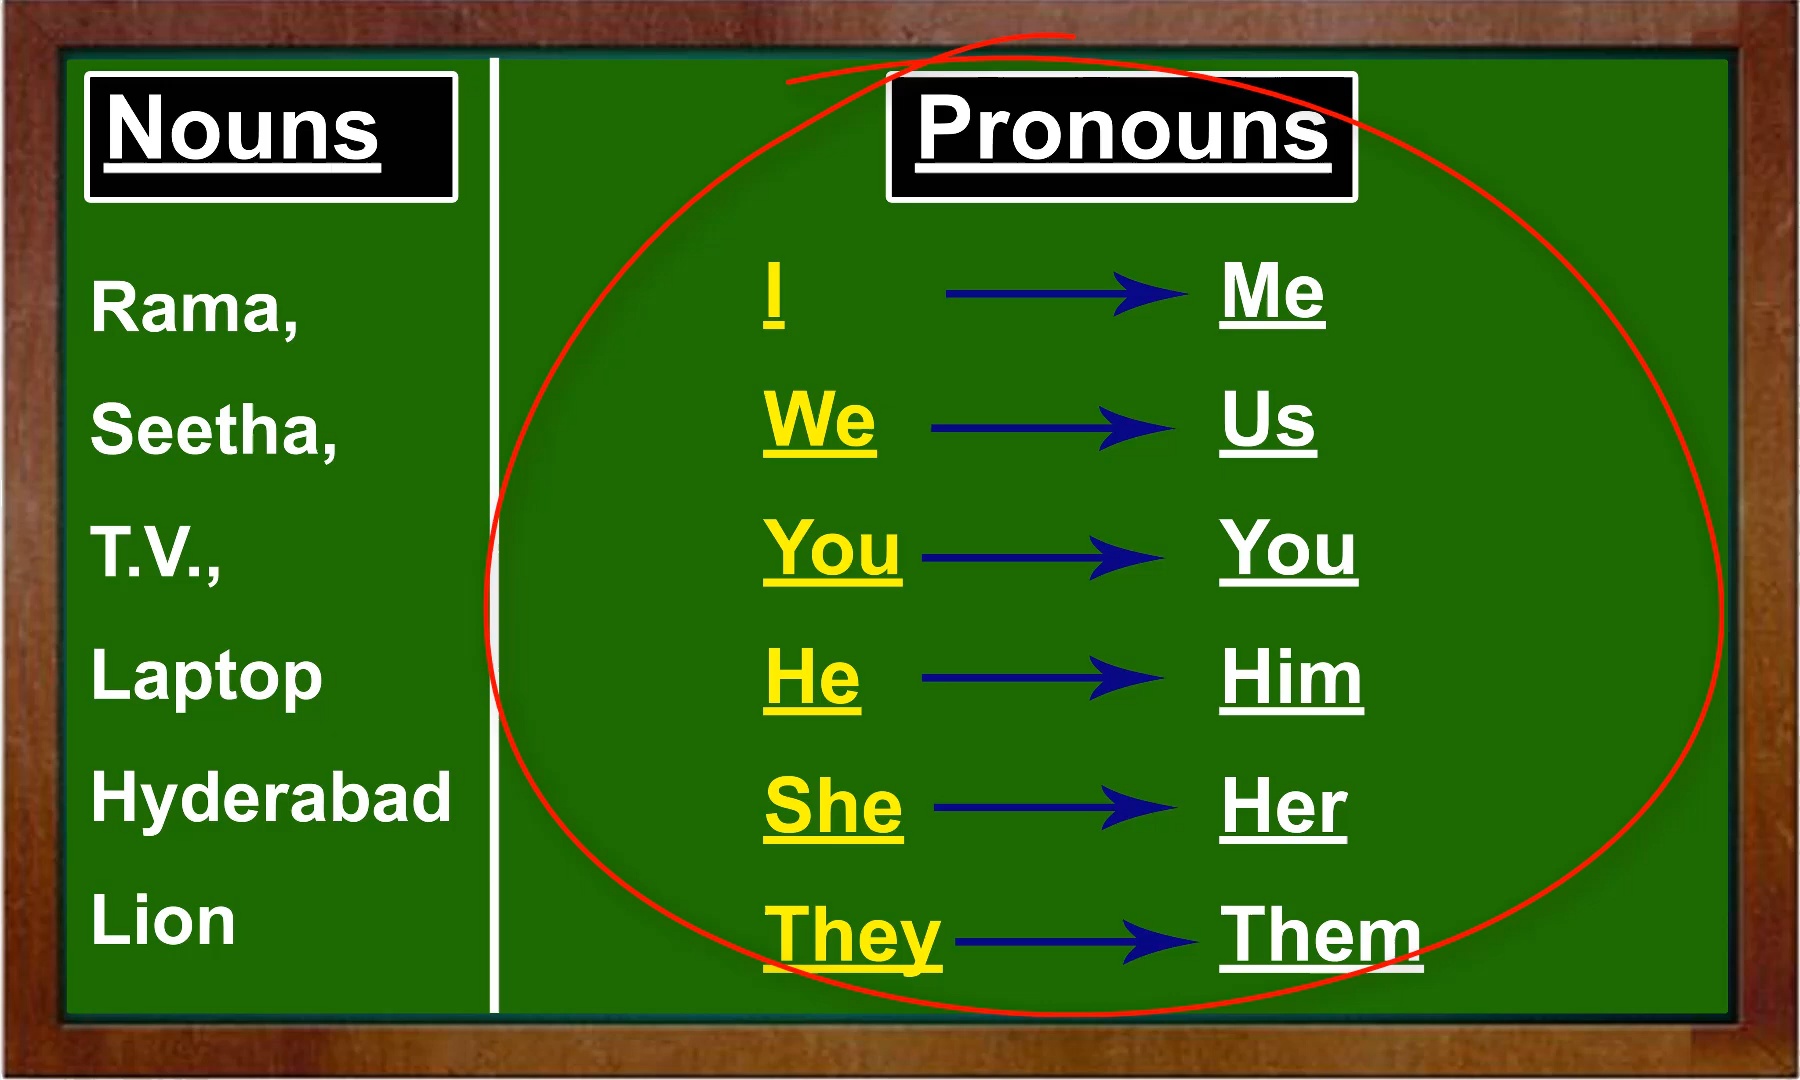 Nouns
Rama,
Seetha,
T.V.,
Laptop
Hyderabad
Lion
Pronouns
I Me
We Us
You You
He Him
She Her
They Them